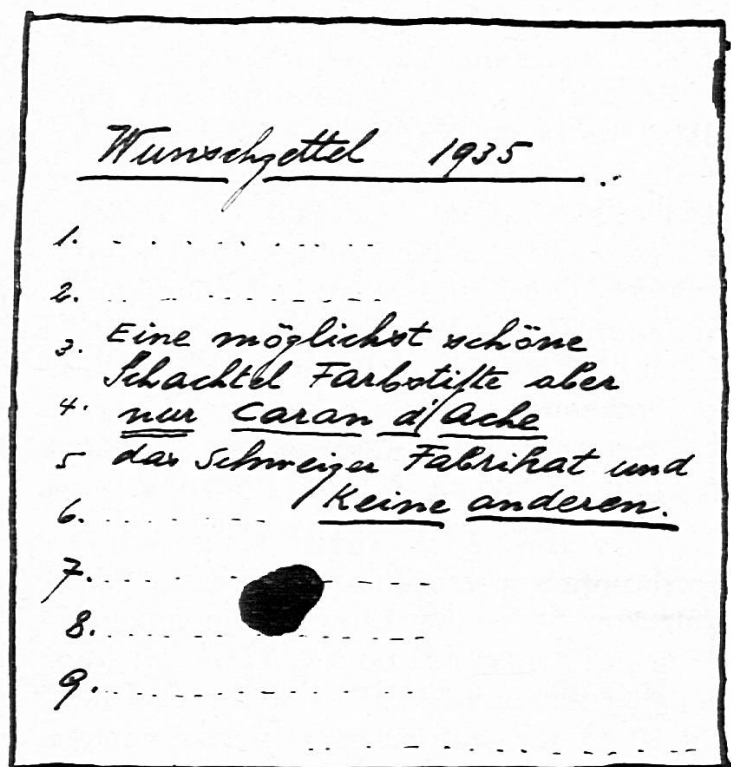 Wunschzettel 1935
1. . . . . . . . . . . .
2. . . . . . . . . . . .
3. Eine möglichst schöne
Schachtel Farbstifte aber
4. nur Caran d'Ache
5 das Schweizer Fabrikat und
6. . . . . . . Keine anderen.
7. . . . . . . . . . . .
8. . . . . . . . . . . .
9. . . . . . . . . . . .